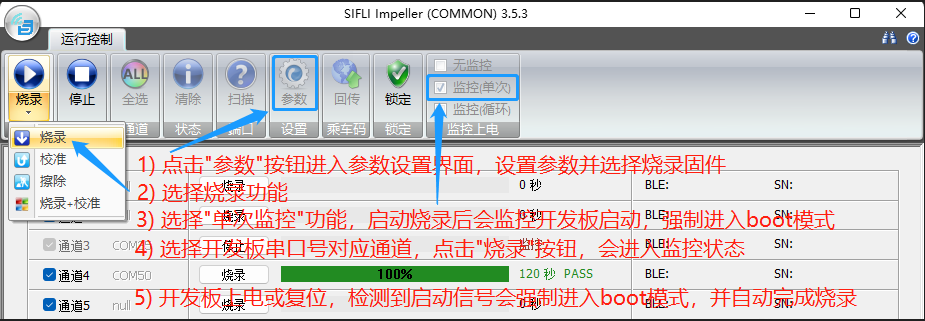 SIFLI Impeller (COMMON) 3.5.3
运行控制
烧录 停止 全选 清除 扫描 参数 回传 锁定
无监控
监控(单次)
监控(循环)
通道 状态 端口 设置 乘车码 锁定 监控上电
烧录
校准
擦除
烧录+校准
1) 点击"参数"按钮进入参数设置界面，设置参数并选择烧录固件
烧录 0 秒 BLE: SN:
2) 选择烧录功能
烧录 0 秒 BLE: SN:
3) 选择"单次监控"功能，启动烧录后会监控开发板启动，强制进入boot模式
通道3 停止 BLE: SN:
4) 选择开发板串口号对应通道，点击"烧录"按钮，会进入监控状态
通道4 COM50 烧录 100% 120 秒 PASS BLE: SN:
通道5 null 烧录 BLE: SN:
5) 开发板上电或复位，检测到启动信号会强制进入boot模式，并自动完成烧录